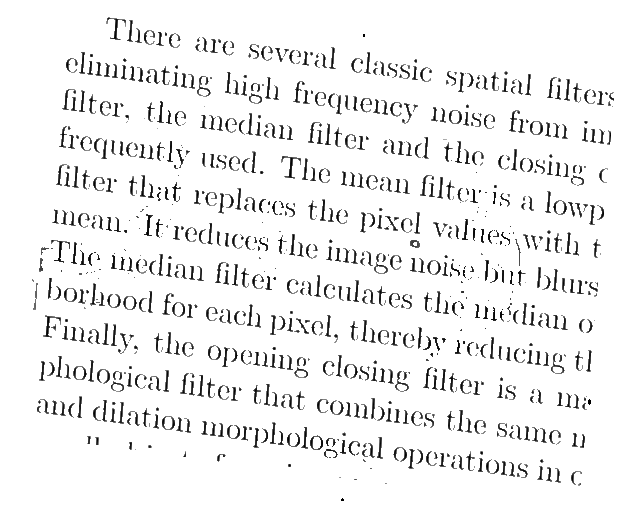 There are several classic spatial filters
eliminating high frequency noise from im
filter, the median filter and the closing
frequently used. The mean filter is a lowp
filter that replaces the pixel values with t
mean. It reduces the image noise but blurs
The median filter calculates the median o
borhood for each pixel, thereby reducing tl
Finally, the opening closing filter is a ma
phological filter that combines the same n
and dilation morphological operations in